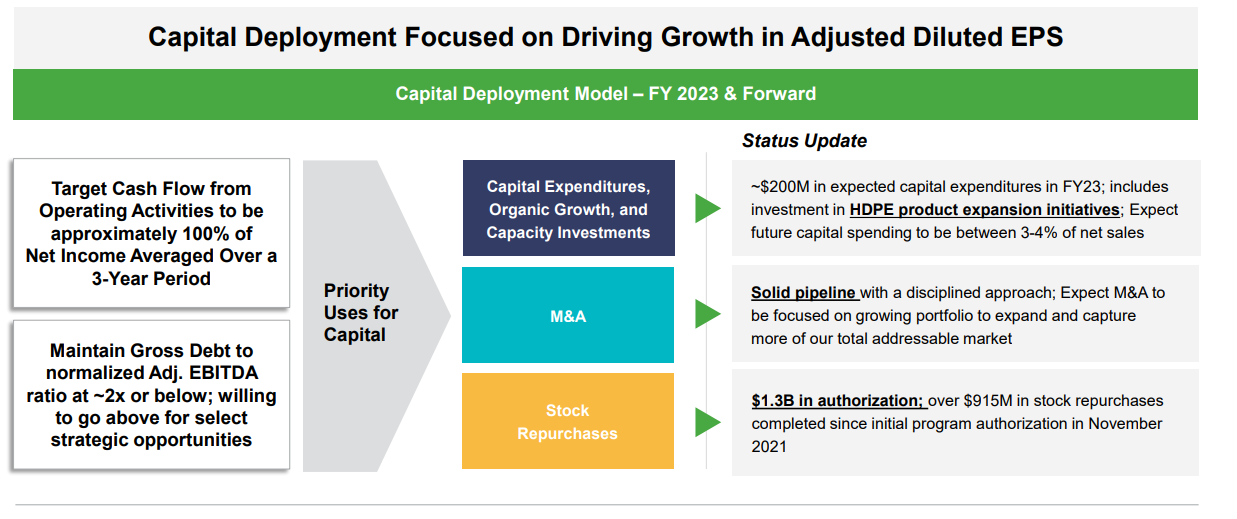 Capital Deployment Focused on Driving Growth in Adjusted Diluted EPS
Capital Deployment Model – FY 2023 & Forward
Status Update
Target Cash Flow from
Operating Activities to be
approximately 100% of
Net Income Averaged Over a
3-Year Period
Maintain Gross Debt to
normalized Adj. EBITDA
ratio at ~2x or below; willing
to go above for select
strategic opportunities
Priority
Uses for
Capital
Capital Expenditures,
Organic Growth, and
Capacity Investments
~$200M in expected capital expenditures in FY23; includes
investment in HDPE product expansion initiatives; Expect
future capital spending to be between 3-4% of net sales
M&A
Solid pipeline with a disciplined approach; Expect M&A to
be focused on growing portfolio to expand and capture
more of our total addressable market
Stock
Repurchases
$1.3B in authorization; over $915M in stock repurchases
completed since initial program authorization in November
2021